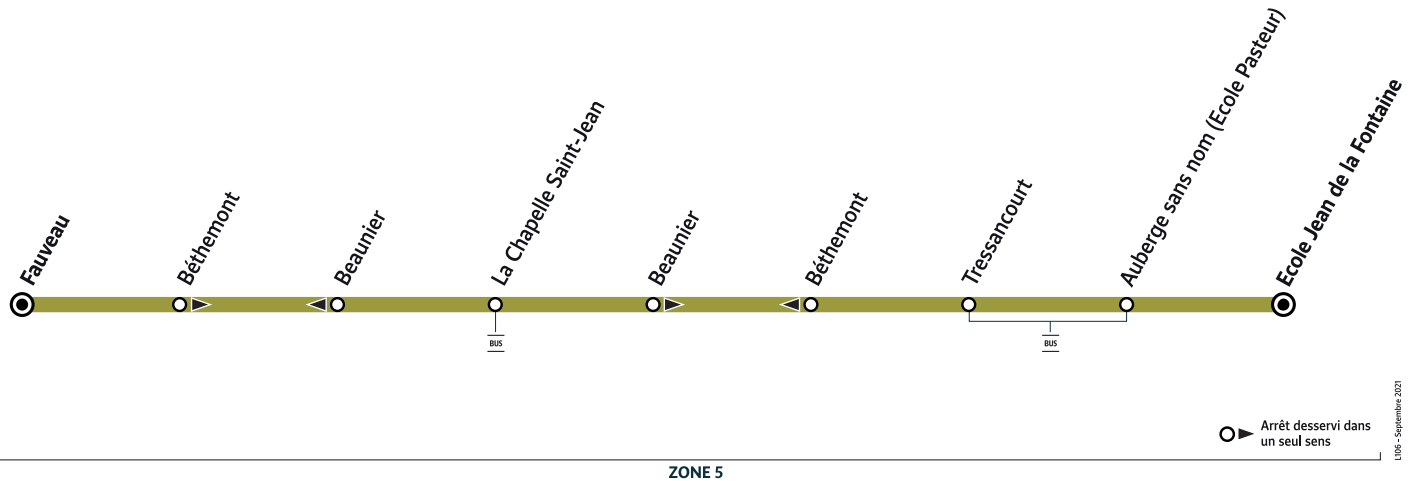 Fauveau
Béthemont
Beaunier
La Chapelle Saint-Jean
Beaunier
Béthemont
Tressancourt
Auberge sans nom (Ecole Pasteur)
Ecole Jean de la Fontaine
BUS
BUS
Arrêt desservi dans
un seul sens
L106 - Septembre 2021
ZONE 5